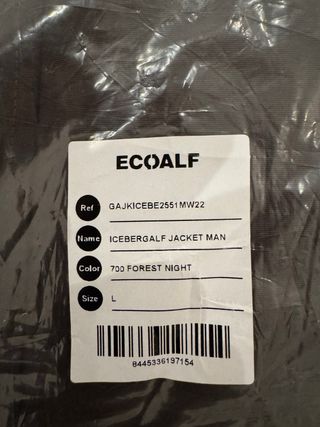 ECOALF
Ref GAJKICEBE2551MW22
Name ICEBERGALF JACKET MAN
Color 700 FOREST NIGHT
Size L
8445336197154